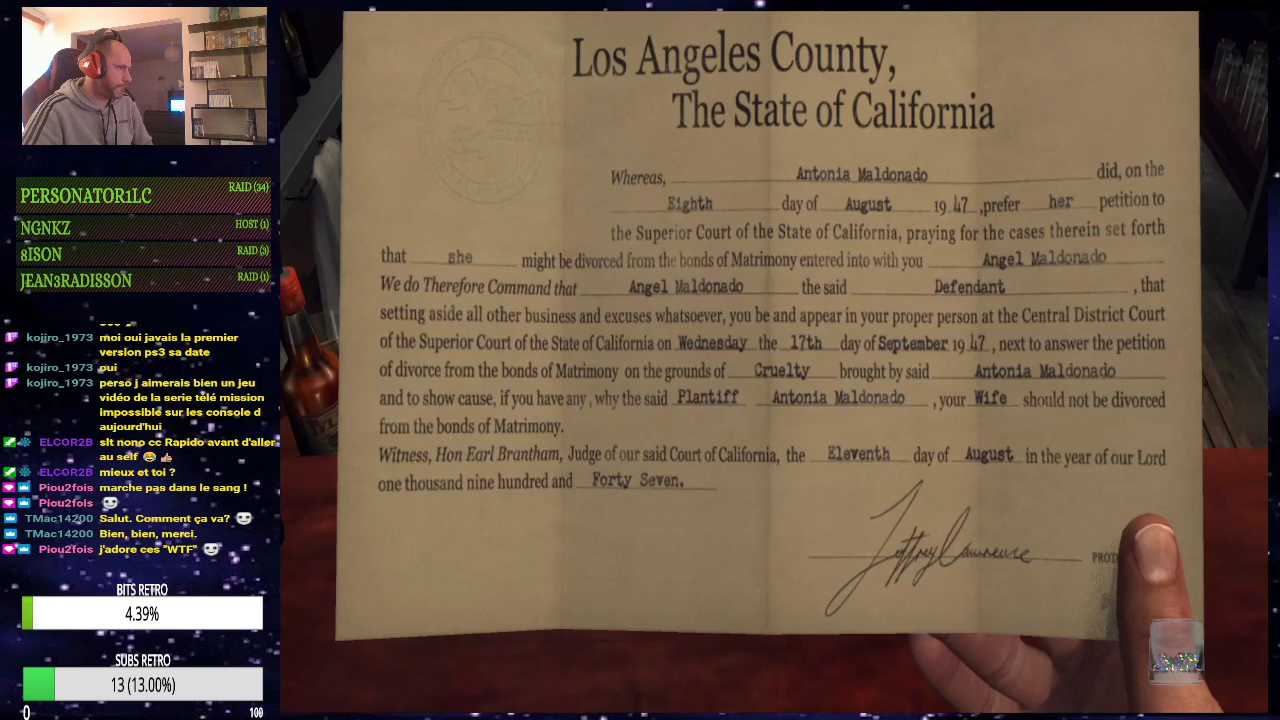 PERSONATOR1LC RAID (34)
NGNKZ HOST (1)
8ISON RAID (3)
JEAN3RADISSON RAID (1)
kojiro_1973 moi oui javais la premier
version ps3 sa date
kojiro_1973 oui
kojiro_1973 perso j aimerais bien un jeu
vidéo de la serie télé mission
impossible sur les console d
aujourd'hui
ELCOR2B slt nono cc Rapido avant d'aller
au self
ELCOR2B mieux et toi ?
Piou2fois marche pas dans le sang !
Piou2fois
TMac14200 Salut. Comment ça va?
TMac14200 Bien, bien, merci.
Piou2fois j'adore ces "WTF"
BITS RETRO
4.39%
SUBS RETRO
13 (13.00%)
0 100
Los Angeles County,
The State of California
Whereas, Antonia Maldonado did, on the
Eighth day of August 19 47 ,prefer her petition to
the Superior Court of the State of California, praying for the cases therein set forth
that she might be divorced from the bonds of Matrimony entered into with you Angel Maldonado
We do Therefore Command that Angel Maldonado the said Defendant , that
setting aside all other business and excuses whatsoever, you be and appear in your proper person at the Central District Court
of the Superior Court of the State of California on Wednesday the 17th day of September 19 47 , next to answer the petition
of divorce from the bonds of Matrimony on the grounds of Cruelty brought by said Antonia Maldonado
and to show cause, if you have any, why the said Plantiff Antonia Maldonado , your Wife should not be divorced
from the bonds of Matrimony.
Witness, Hon Earl Brantham, Judge of our said Court of California, the Eleventh day of August in the year of our Lord
one thousand nine hundred and Forty Seven.
Jeffrey Lawrence